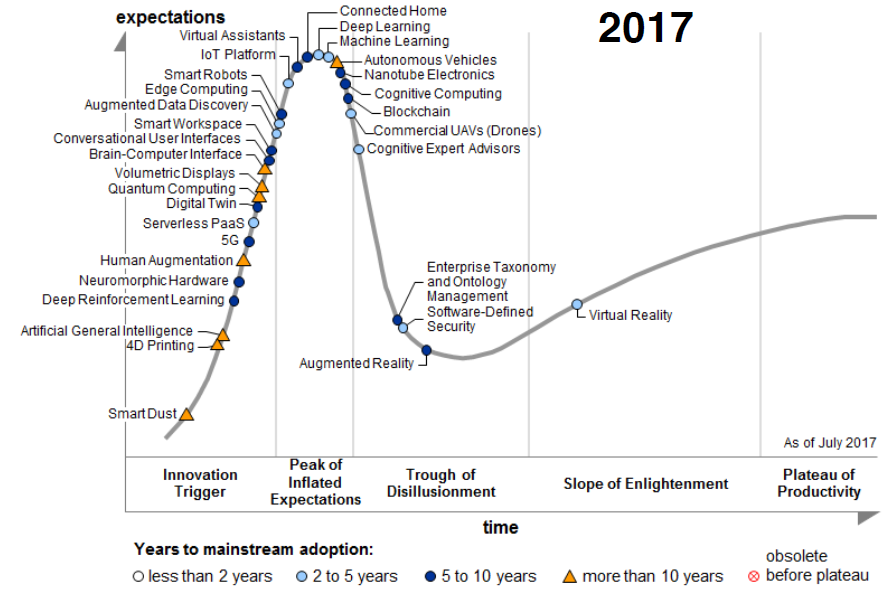 expectations
2017
Connected Home
Deep Learning
Virtual Assistants
Machine Learning
IoT Platform
Autonomous Vehicles
Smart Robots
Nanotube Electronics
Edge Computing
Cognitive Computing
Augmented Data Discovery
Blockchain
Smart Workspace
Commercial UAVs (Drones)
Conversational User Interfaces
Cognitive Expert Advisors
Brain-Computer Interface
Volumetric Displays
Quantum Computing
Digital Twin
Serverless PaaS
5G
Human Augmentation
Neuromorphic Hardware
Deep Reinforcement Learning
Artificial General Intelligence
4D Printing
Smart Dust
Enterprise Taxonomy
and Ontology
Management
Software-Defined
Security
Augmented Reality
Virtual Reality
As of July 2017
Innovation
Trigger
Peak of
Inflated
Expectations
Trough of
Disillusionment
Slope of Enlightenment
Plateau of
Productivity
time
Years to mainstream adoption:
less than 2 years
2 to 5 years
5 to 10 years
more than 10 years
obsolete
before plateau